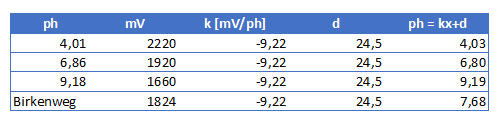 ph mV k [mV/ph] d ph = kx+d
4,01 2220 -9,22 24,5 4,03
6,86 1920 -9,22 24,5 6,80
9,18 1660 -9,22 24,5 9,19
Birkenweg 1824 -9,22 24,5 7,68